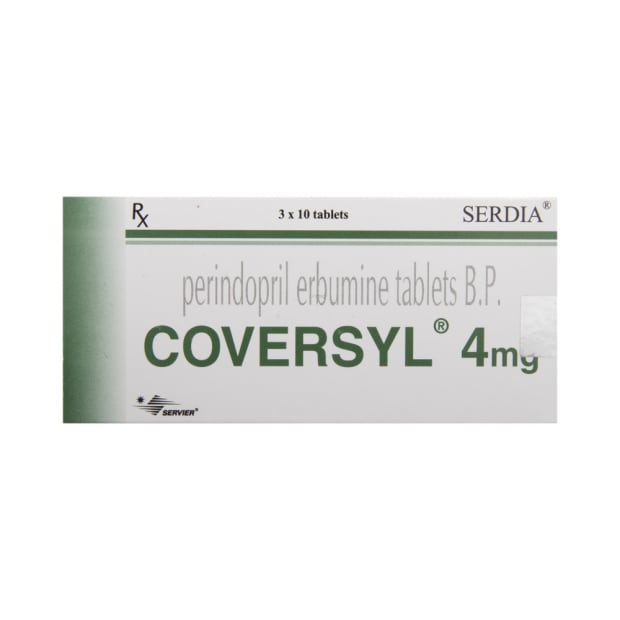 Rx 3 x 10 tablets SERDIA®
perindopril erbumine tablets B.P.
COVERSYL® 4mg
SERVIER®